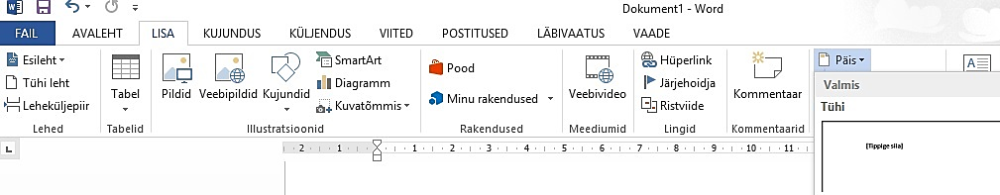 Dokument1 - Word
FAIL AVALEHT LISA KUJUNDUS KÜLJENDUS VIITED POSTITUSED LÄBIVAATUS VAADE
Esileht
Tühi leht
Leheküljepiir
Lehed
Tabel
Tabelid
Pildid
Veebipildid
Kujundid
SmartArt
Diagramm
Kuvatõmmis
Illustratsioonid
Pood
Minu rakendused
Rakendused
Veebivideo
Meediumid
Hüperlink
Järjehoidja
Ristviide
Lingid
Kommentaar
Kommentaarid
Päis
Valmis
Tühi
[Tippige siia]
2 1 1 2 3 4 5 6 7 8 9 10 11